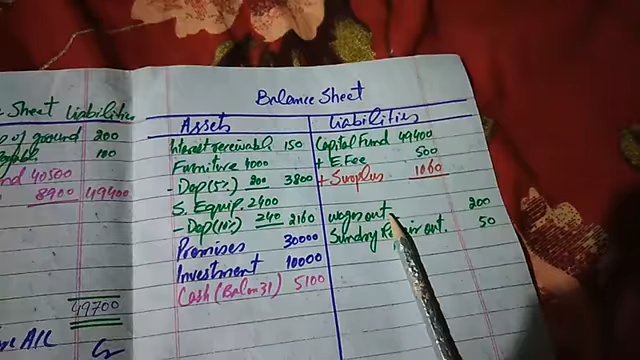 Sheet Liabilities
of ground 200
100
40500
8900 49400
49700
Balance Sheet
Assets
Interest receivable 150
Furniture 4000
- Dep(5%) 200 3800
S. Equip. 2400
- Dep(10%) 240 2160
Premises 30000
Investment 10000
Cash (Bal on 31) 5100
Liabilities
Capital Fund 49400
+ E.Fee 500
+ Surplus 1060
wages out 200
Sundry out. 50